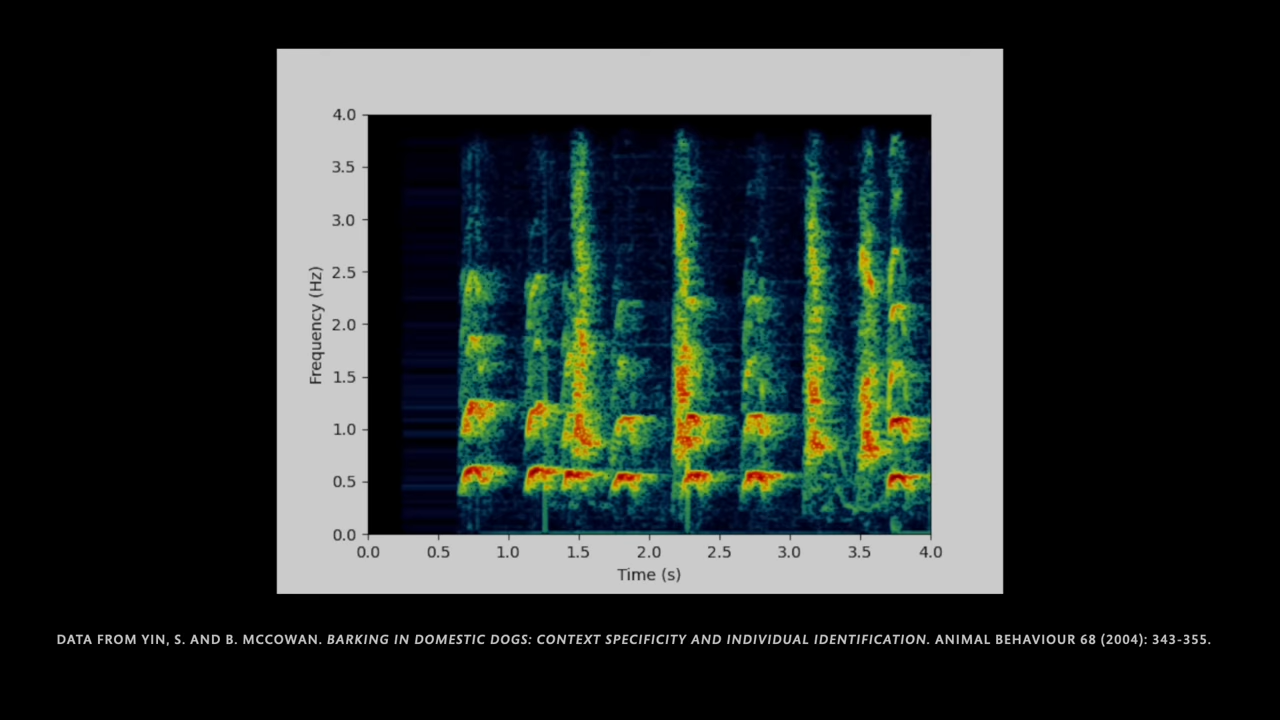 4.0
3.5
3.0
2.5
2.0
1.5
1.0
0.5
0.0
Frequency (Hz)
0.0 0.5 1.0 1.5 2.0 2.5 3.0 3.5 4.0
Time (s)
DATA FROM YIN, S. AND B. MCCOWAN. BARKING IN DOMESTIC DOGS: CONTEXT SPECIFICITY AND INDIVIDUAL IDENTIFICATION. ANIMAL BEHAVIOUR 68 (2004): 343-355.